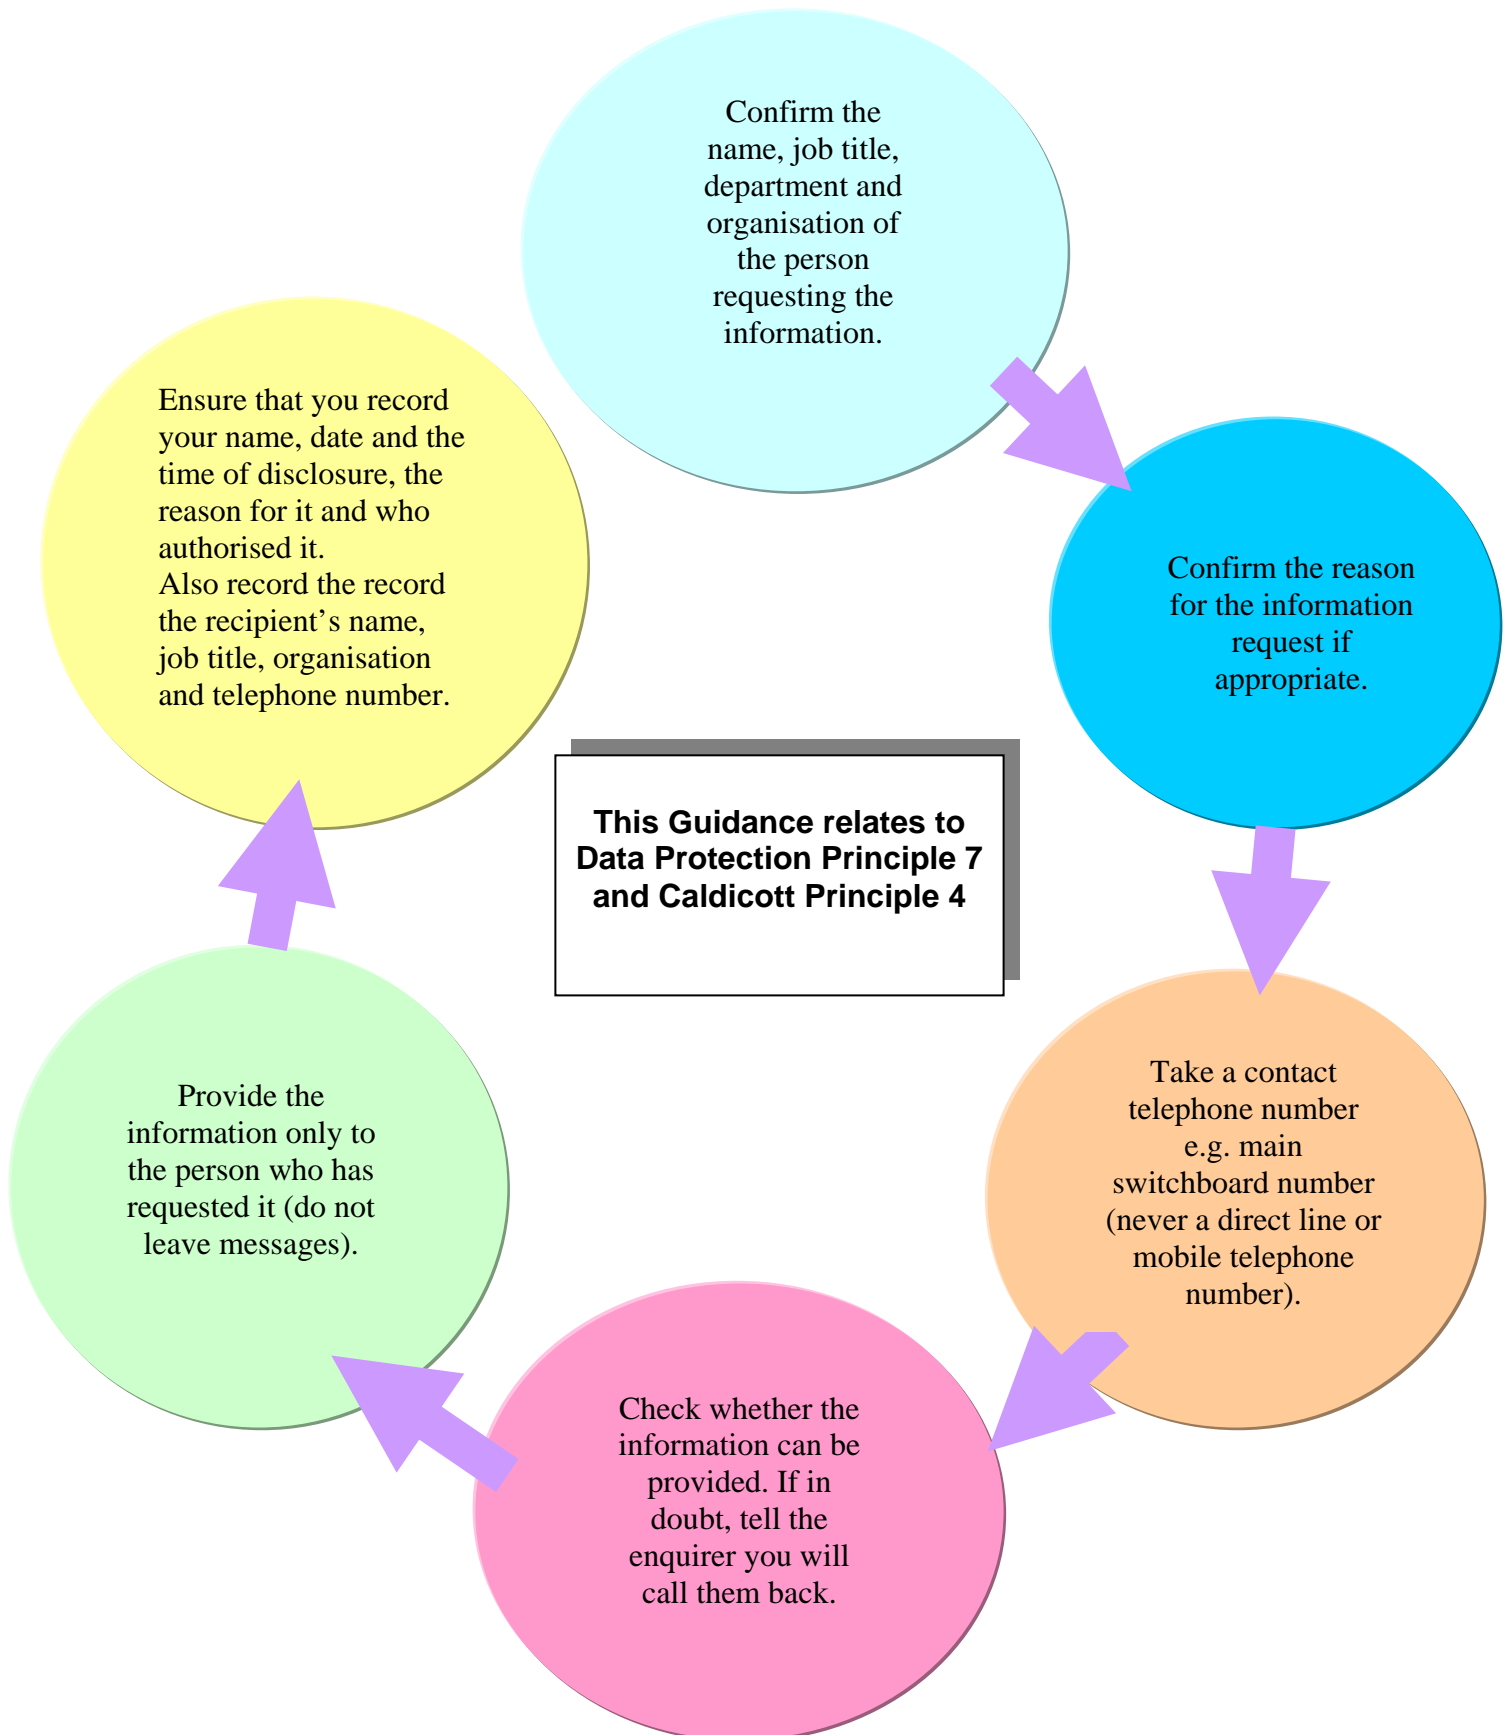 Confirm the
name, job title,
department and
organisation of
the person
requesting the
information.
Confirm the reason
for the information
request if
appropriate.
Take a contact
telephone number
e.g. main
switchboard number
(never a direct line or
mobile telephone
number).
Check whether the
information can be
provided. If in
doubt, tell the
enquirer you will
call them back.
Provide the
information only to
the person who has
requested it (do not
leave messages).
Ensure that you record
your name, date and the
time of disclosure, the
reason for it and who
authorised it.
Also record the record
the recipient’s name,
job title, organisation
and telephone number.
This Guidance relates to
Data Protection Principle 7
and Caldicott Principle 4